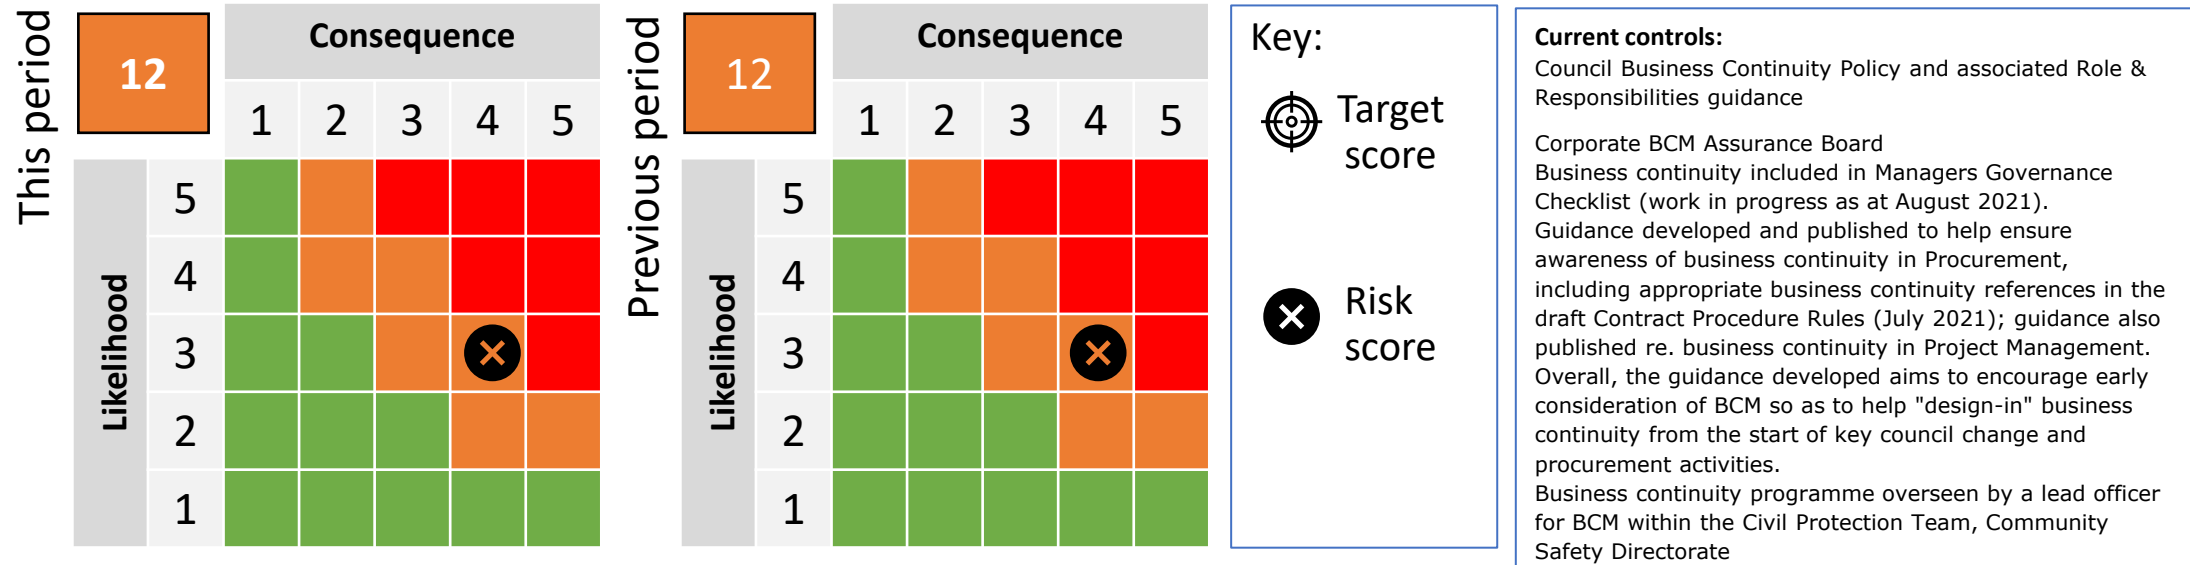 This period
12
Consequence
1 2 3 4 5
Likelihood
5
4
3
2
1
Previous period
12
Consequence
1 2 3 4 5
Likelihood
5
4
3
2
1
Key:
Target
score
Risk
score
Current controls:
Council Business Continuity Policy and associated Role &
Responsibilities guidance
Corporate BCM Assurance Board
Business continuity included in Managers Governance
Checklist (work in progress as at August 2021).
Guidance developed and published to help ensure
awareness of business continuity in Procurement,
including appropriate business continuity references in the
draft Contract Procedure Rules (July 2021); guidance also
published re. business continuity in Project Management.
Overall, the guidance developed aims to encourage early
consideration of BCM so as to help "design-in" business
continuity from the start of key council change and
procurement activities.
Business continuity programme overseen by a lead officer
for BCM within the Civil Protection Team, Community
Safety Directorate